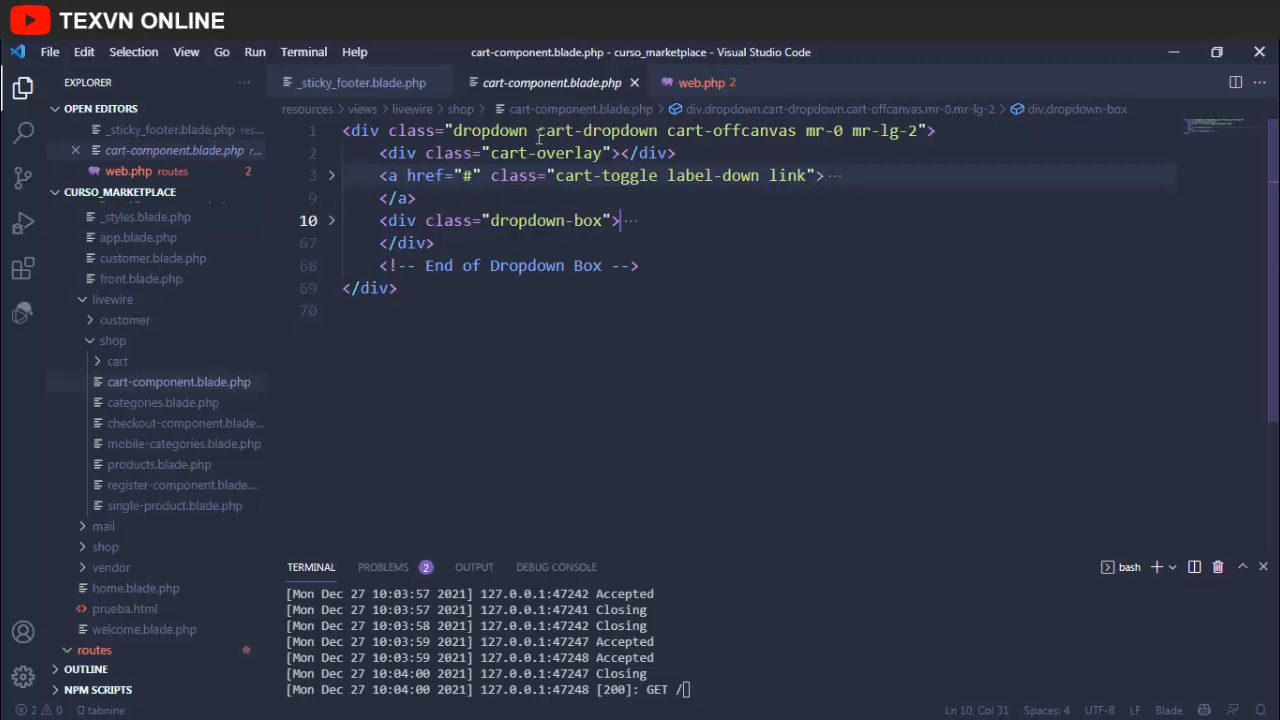 TEXVN ONLINE
File Edit Selection View Go Run Terminal Help
cart-component.blade.php - curso_marketplace - Visual Studio Code
EXPLORER
OPEN EDITORS
_sticky_footer.blade.php res...
cart-component.blade.php r...
web.php routes 2
CURSO_MARKETPLACE
_styles.blade.php
app.blade.php
customer.blade.php
front.blade.php
livewire
customer
shop
cart
cart-component.blade.php
categories.blade.php
checkout-component.blade...
mobile-categories.blade.php
products.blade.php
register-component.blade....
single-product.blade.php
mail
shop
vendor
home.blade.php
prueba.html
welcome.blade.php
routes
OUTLINE
NPM SCRIPTS
_sticky_footer.blade.php cart-component.blade.php web.php 2
resources > views > livewire > shop > cart-component.blade.php > div.dropdown.cart-dropdown.cart-offcanvas.mr-0.mr-lg-2 > div.dropdown-box
1 <div class="dropdown cart-dropdown cart-offcanvas mr-0 mr-lg-2">
2 <div class="cart-overlay"></div>
3 <a href="#" class="cart-toggle label-down link"> ...
9 </a>
10 <div class="dropdown-box"> ...
67 </div>
68 <!-- End of Dropdown Box -->
69 </div>
70
TERMINAL PROBLEMS 2 OUTPUT DEBUG CONSOLE
bash
[Mon Dec 27 10:03:57 2021] 127.0.0.1:47242 Accepted
[Mon Dec 27 10:03:57 2021] 127.0.0.1:47241 Closing
[Mon Dec 27 10:03:58 2021] 127.0.0.1:47242 Closing
[Mon Dec 27 10:03:59 2021] 127.0.0.1:47247 Accepted
[Mon Dec 27 10:03:59 2021] 127.0.0.1:47248 Accepted
[Mon Dec 27 10:04:00 2021] 127.0.0.1:47247 Closing
[Mon Dec 27 10:04:00 2021] 127.0.0.1:47248 [200]: GET /
2 0 tabnine
Ln 10, Col 31 Spaces: 4 UTF-8 LF Blade